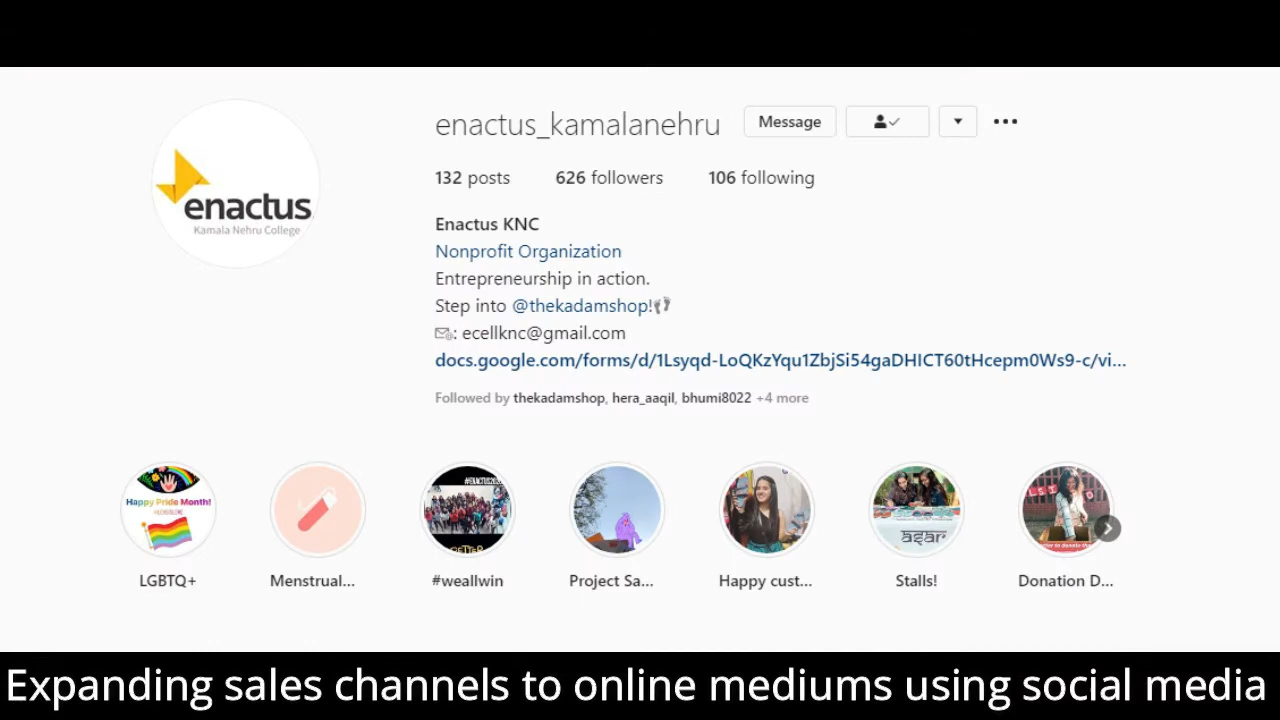 enactus_kamalanehru Message
132 posts 626 followers 106 following
enactus
Kamala Nehru College
Enactus KNC
Nonprofit Organization
Entrepreneurship in action.
Step into @thekadamshop!👣
: ecellknc@gmail.com
docs.google.com/forms/d/1Lsyqd-LoQKzYqu1ZbjSi54gaDHICT60tHcepm0Ws9-c/vi...
Followed by thekadamshop, hera_aaqil, bhumi8022 +4 more
Happy Pride Month!
asar
LGBTQ+ Menstrual... #weallwin Project Sa... Happy cust... Stalls! Donation D...
Expanding sales channels to online mediums using social media